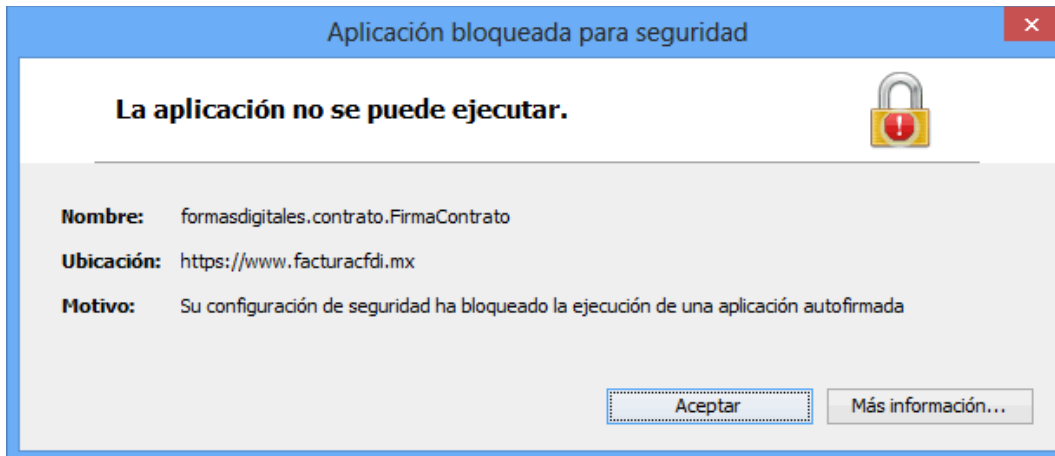 Aplicación bloqueada para seguridad
La aplicación no se puede ejecutar.
Nombre: formasdigitales.contrato.FirmaContrato
Ubicación: https://www.facturacfdi.mx
Motivo: Su configuración de seguridad ha bloqueado la ejecución de una aplicación autofirmada
Aceptar Más información...